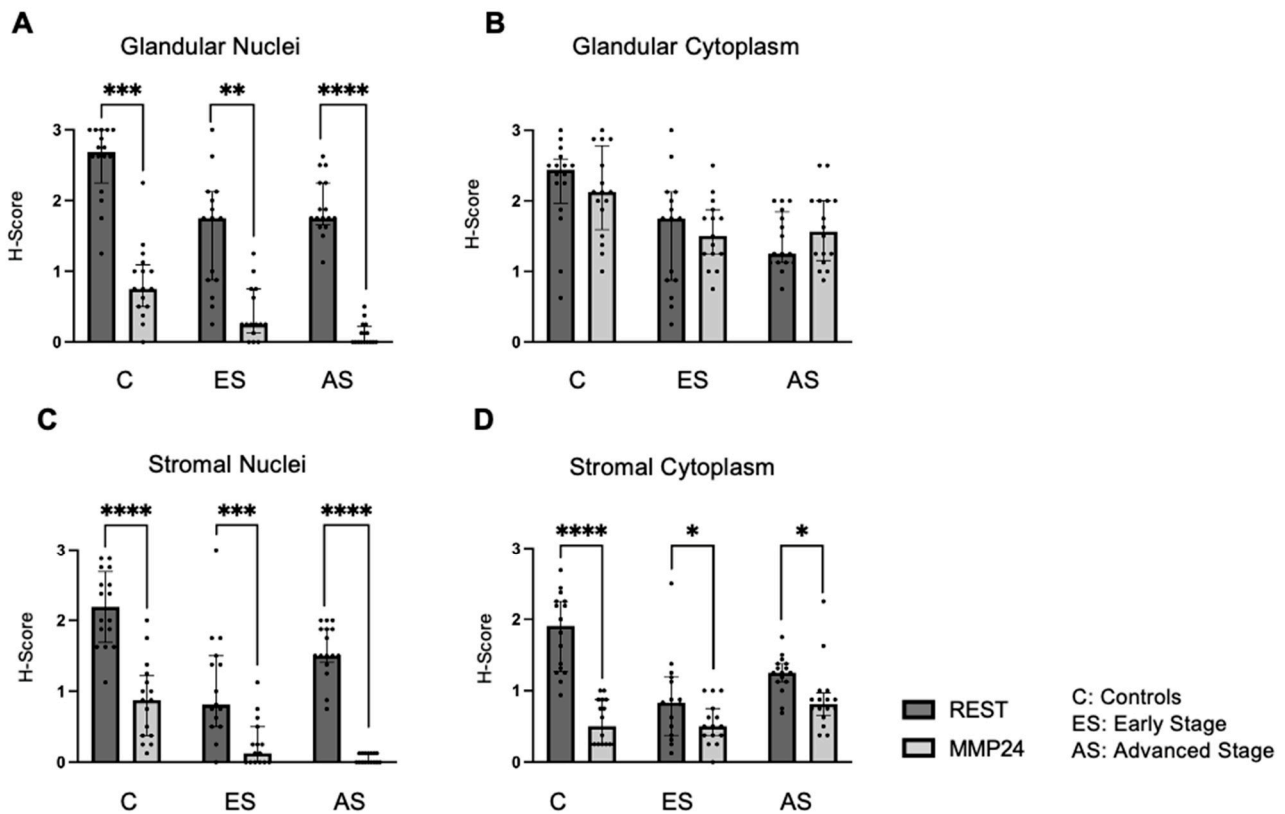 A
Glandular Nuclei
*** ** ****
H-Score
3
2
1
0
C ES AS
B
Glandular Cytoplasm
H-Score
3
2
1
0
C ES AS
C
Stromal Nuclei
**** *** ****
H-Score
3
2
1
0
C ES AS
D
Stromal Cytoplasm
**** * *
H-Score
3
2
1
0
C ES AS
REST
MMP24
C: Controls
ES: Early Stage
AS: Advanced Stage